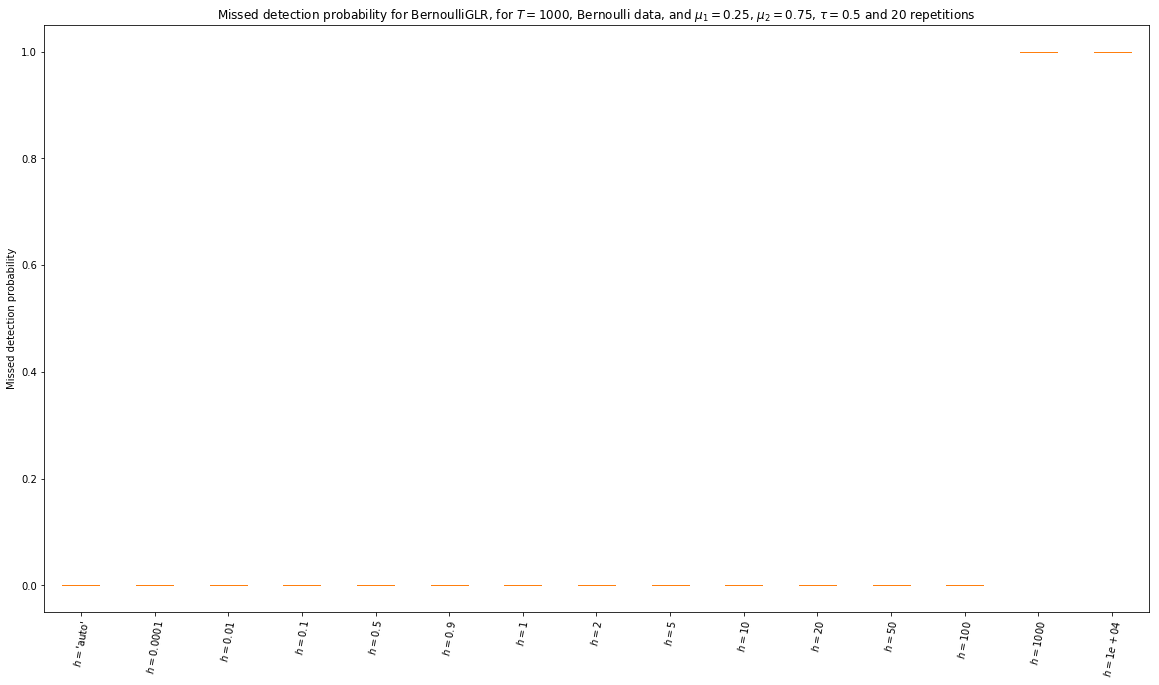 Missed detection probability for BernoulliGLR, for T = 1000, Bernoulli data, and μ₁ = 0.25, μ₂ = 0.75, τ = 0.5 and 20 repetitions
Missed detection probability
1.0
0.8
0.6
0.4
0.2
0.0
h = 'auto'
h = 0.0001
h = 0.01
h = 0.1
h = 0.5
h = 0.9
h = 1
h = 2
h = 5
h = 10
h = 20
h = 50
h = 100
h = 1000
h = 1e + 04